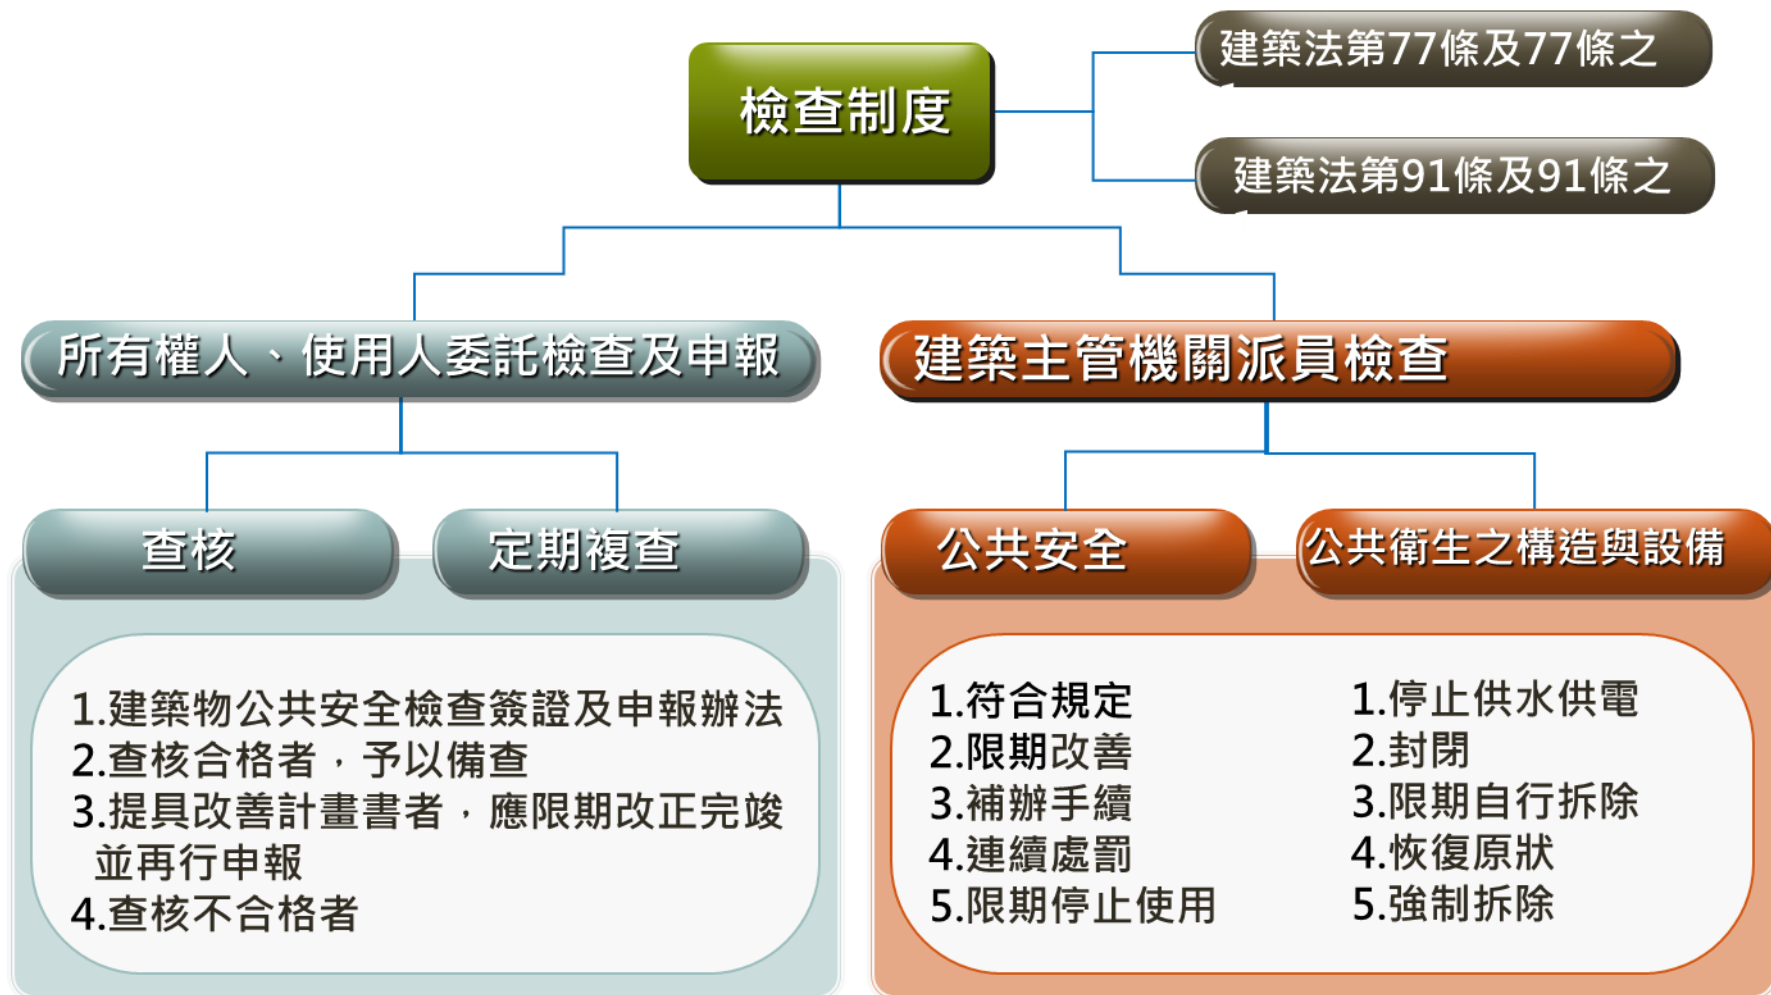 檢查制度
建築法第77條及77條之
建築法第91條及91條之
所有權人、使用人委託檢查及申報
建築主管機關派員檢查
查核
定期複查
公共安全
公共衛生之構造與設備
1.建築物公共安全檢查簽證及申報辦法
2.查核合格者，予以備查
3.提具改善計畫書者，應限期改正完竣
並再行申報
4.查核不合格者
1.符合規定
2.限期改善
3.補辦手續
4.連續處罰
5.限期停止使用
1.停止供水供電
2.封閉
3.限期自行拆除
4.恢復原狀
5.強制拆除